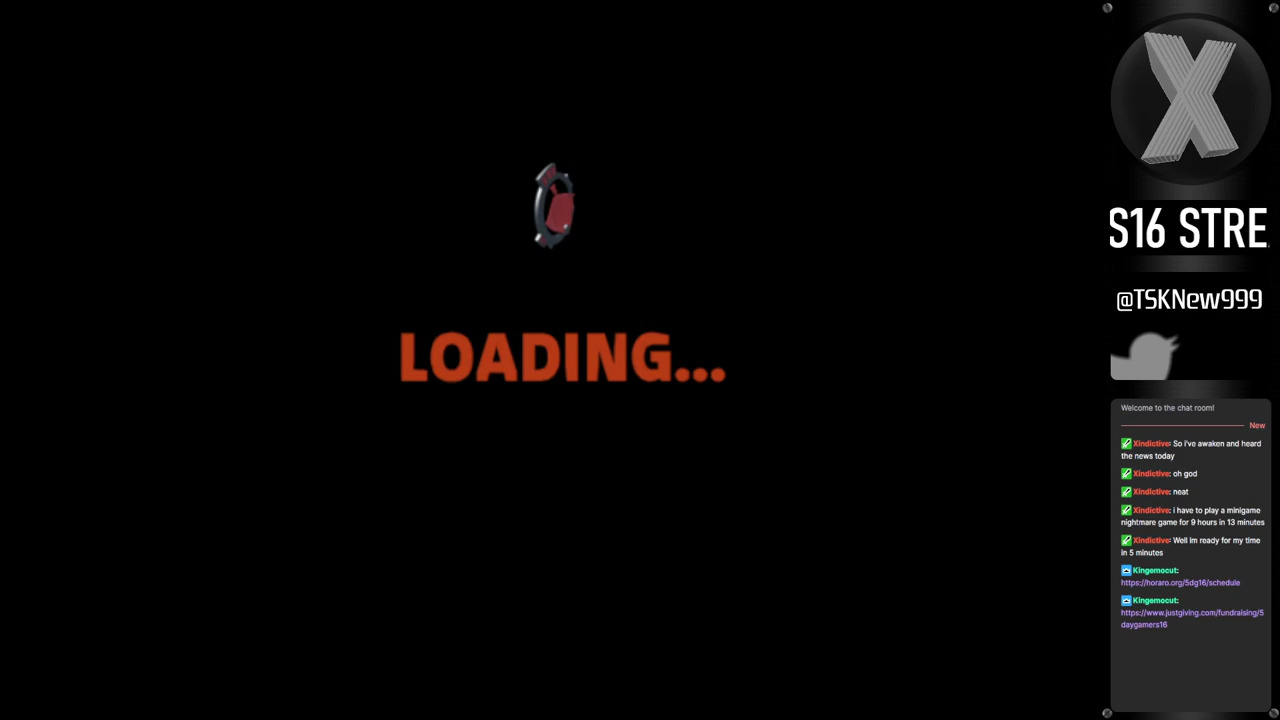 X
S16 STRE
@TSKNew999
LOADING...
Welcome to the chat room!
New
Xindictive: So i've awaken and heard
the news today
Xindictive: oh god
Xindictive: neat
Xindictive: i have to play a minigame
nightmare game for 9 hours in 13 minutes
Xindictive: Well Im ready for my time
in 5 minutes
Kingemocut:
https://horaro.org/5dg16/schedule
Kingemocut:
https://www.justgiving.com/fundraising/5
daygamers16